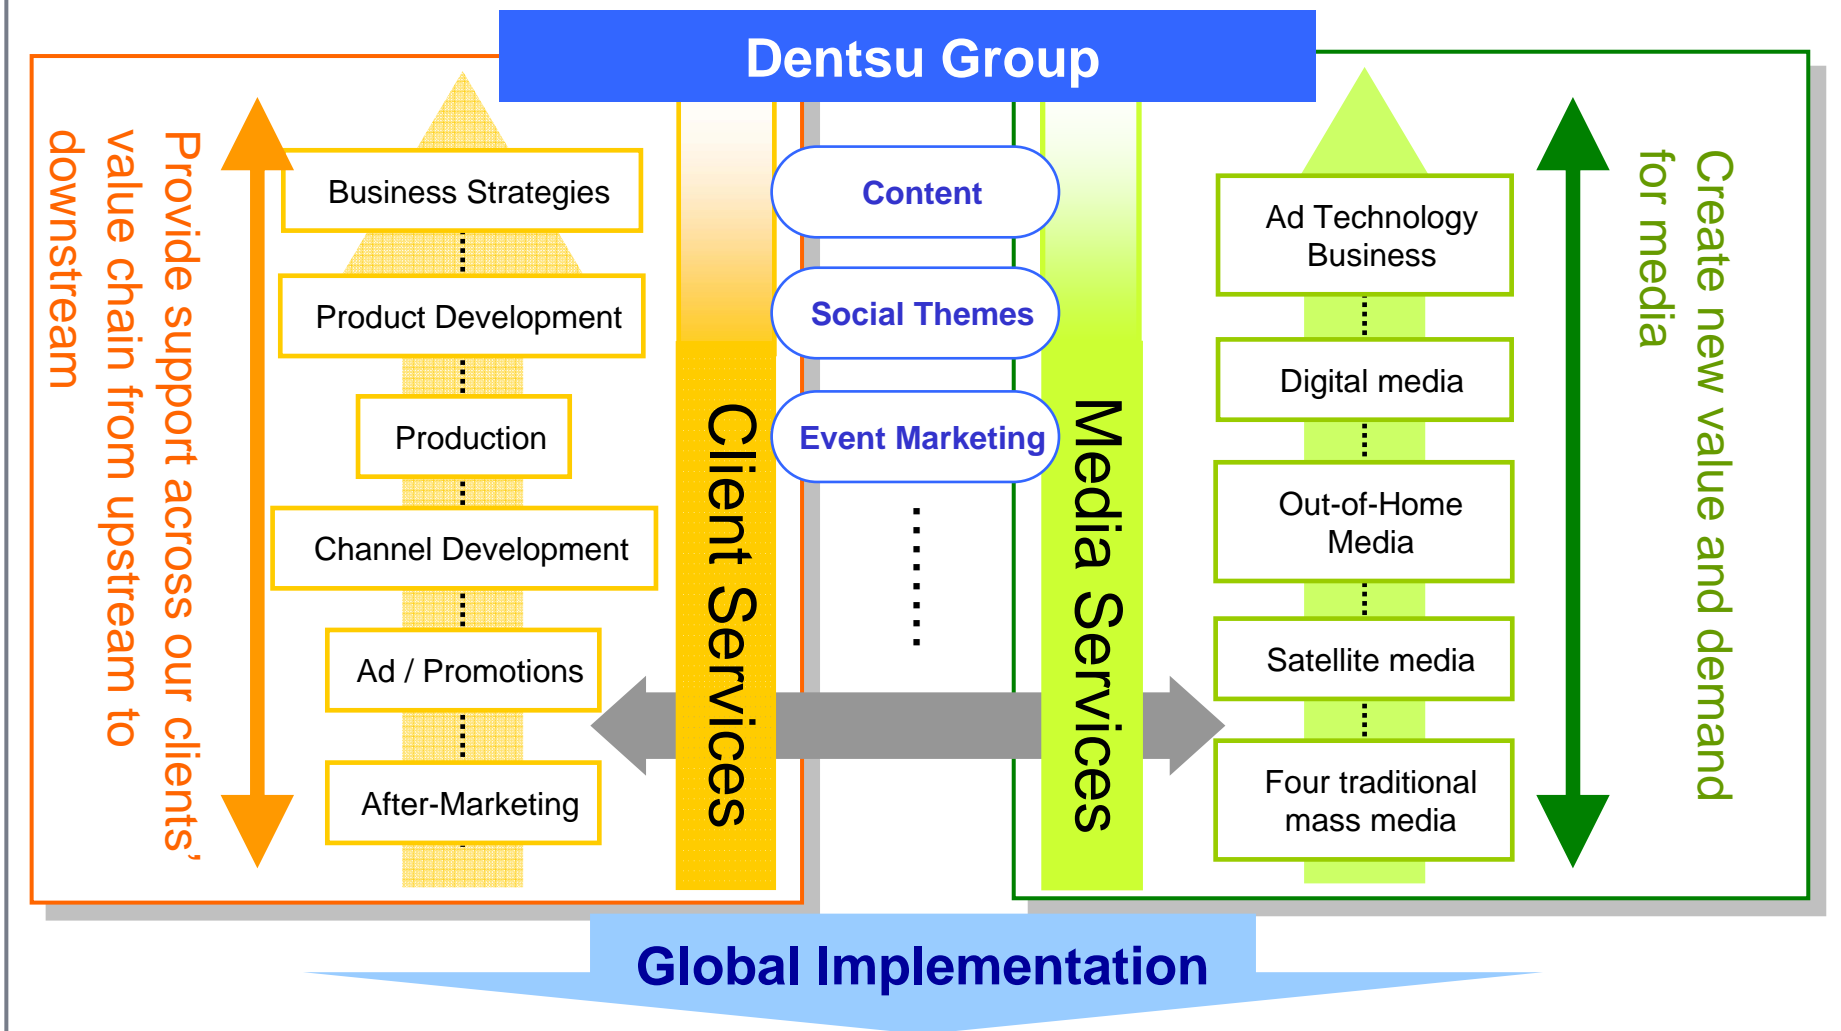 Dentsu Group
Provide support across our clients’
value chain from upstream to
downstream
Business Strategies
Product Development
Production
Channel Development
Ad / Promotions
After-Marketing
Client Services
Content
Social Themes
Event Marketing
Media Services
Ad Technology
Business
Digital media
Out-of-Home
Media
Satellite media
Four traditional
mass media
Create new value and demand
for media
Global Implementation